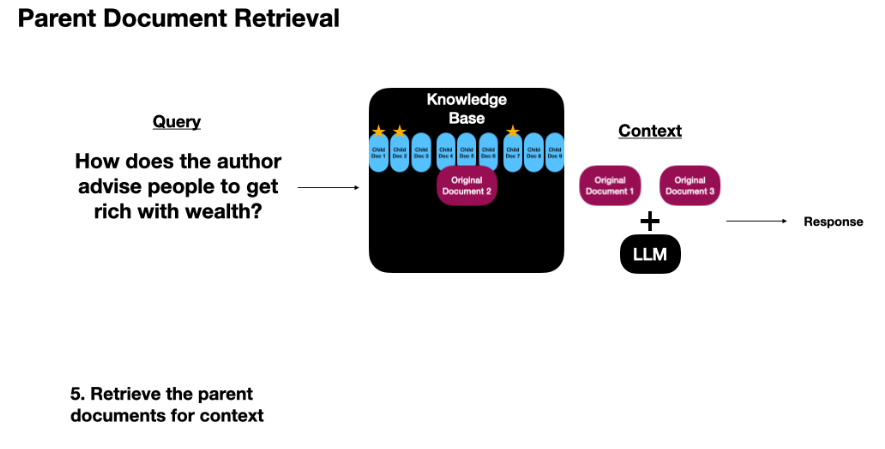 Parent Document Retrieval
Query
How does the author
advise people to get
rich with wealth?
Knowledge
Base
Child
Doc 1
Child
Doc 2
Child
Doc 3
Child
Doc 4
Child
Doc 5
Child
Doc 6
Child
Doc 7
Child
Doc 8
Child
Doc 9
Original
Document 2
Context
Original
Document 1
Original
Document 3
+
LLM
Response
5. Retrieve the parent
documents for context